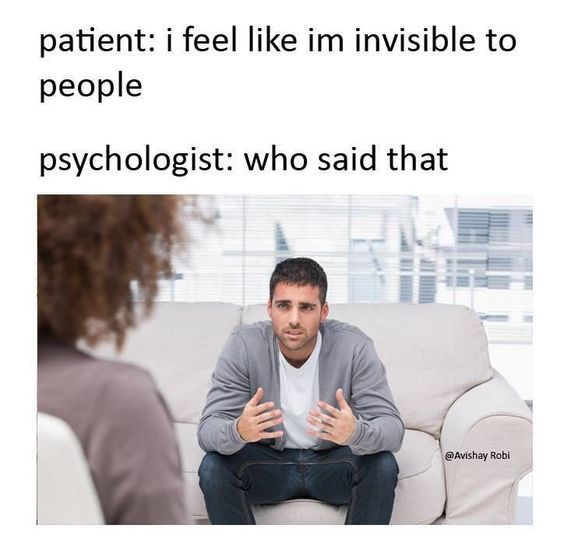 patient: i feel like im invisible to
people
psychologist: who said that
@Avishay Robi